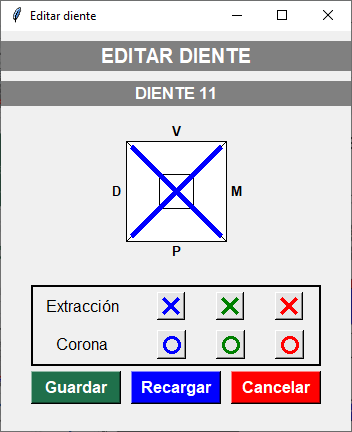 Editar diente
EDITAR DIENTE
DIENTE 11
V
D M
P
Extracción
Corona
Guardar Recargar Cancelar